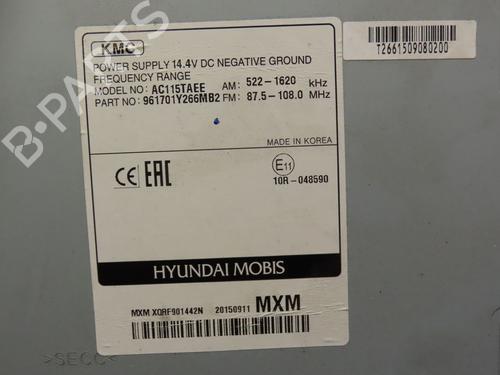 KMC
T2661509080200
POWER SUPPLY 14.4V DC NEGATIVE GROUND
FREQUENCY RANGE
MODEL NO: AC115TAEE AM: 522-1620 kHz
PART NO: 961701Y266MB2 FM: 87.5-108.0 MHz
MADE IN KOREA
CE EAC E11
10R-048590
HYUNDAI MOBIS
MXM XQRF901442N 20150911 MXM
>SECC<
B-PARTS